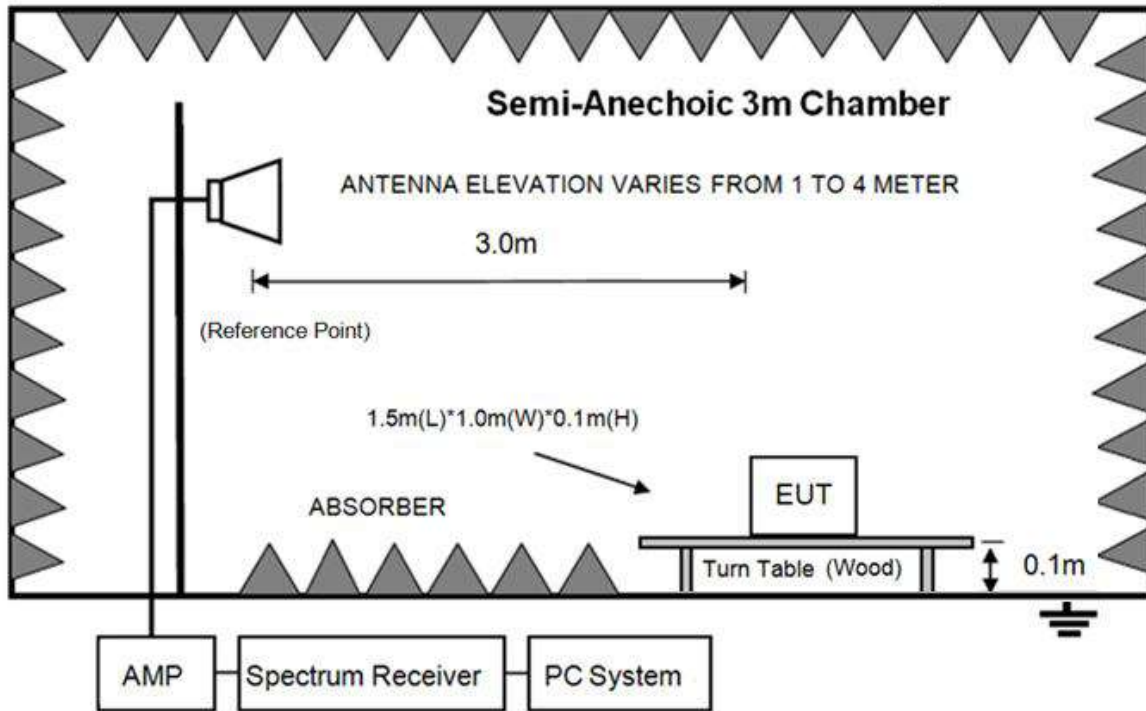 Semi-Anechoic 3m Chamber
ANTENNA ELEVATION VARIES FROM 1 TO 4 METER
3.0m
(Reference Point)
1.5m(L)*1.0m(W)*0.1m(H)
EUT
ABSORBER
Turn Table (Wood)
0.1m
AMP
Spectrum Receiver
PC System